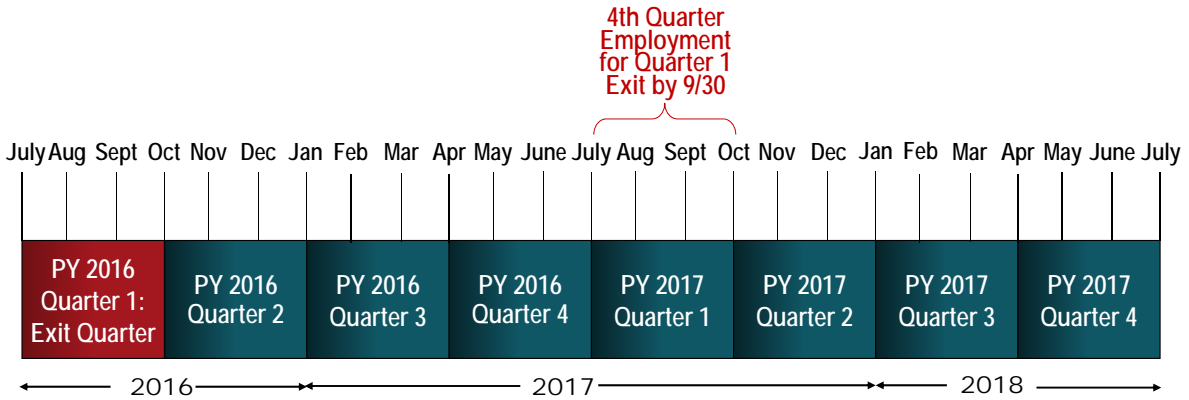 4th Quarter
Employment
for Quarter 1
Exit by 9/30
July Aug Sept Oct Nov Dec Jan Feb Mar Apr May June July Aug Sept Oct Nov Dec Jan Feb Mar Apr May June July
PY 2016
Quarter 1:
Exit Quarter
PY 2016
Quarter 2
PY 2016
Quarter 3
PY 2016
Quarter 4
PY 2017
Quarter 1
PY 2017
Quarter 2
PY 2017
Quarter 3
PY 2017
Quarter 4
2016 2017 2018